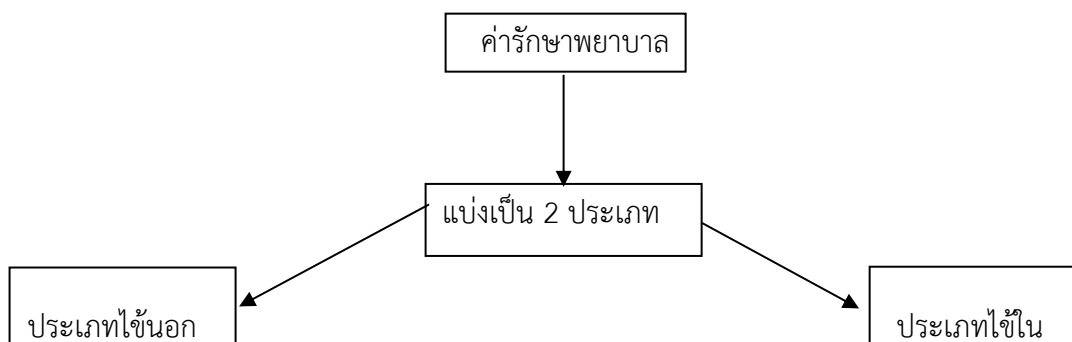 ค่ารักษาพยาบาล
แบ่งเป็น 2 ประเภท
ประเภทไข้นอก
ประเภทไข้ใน